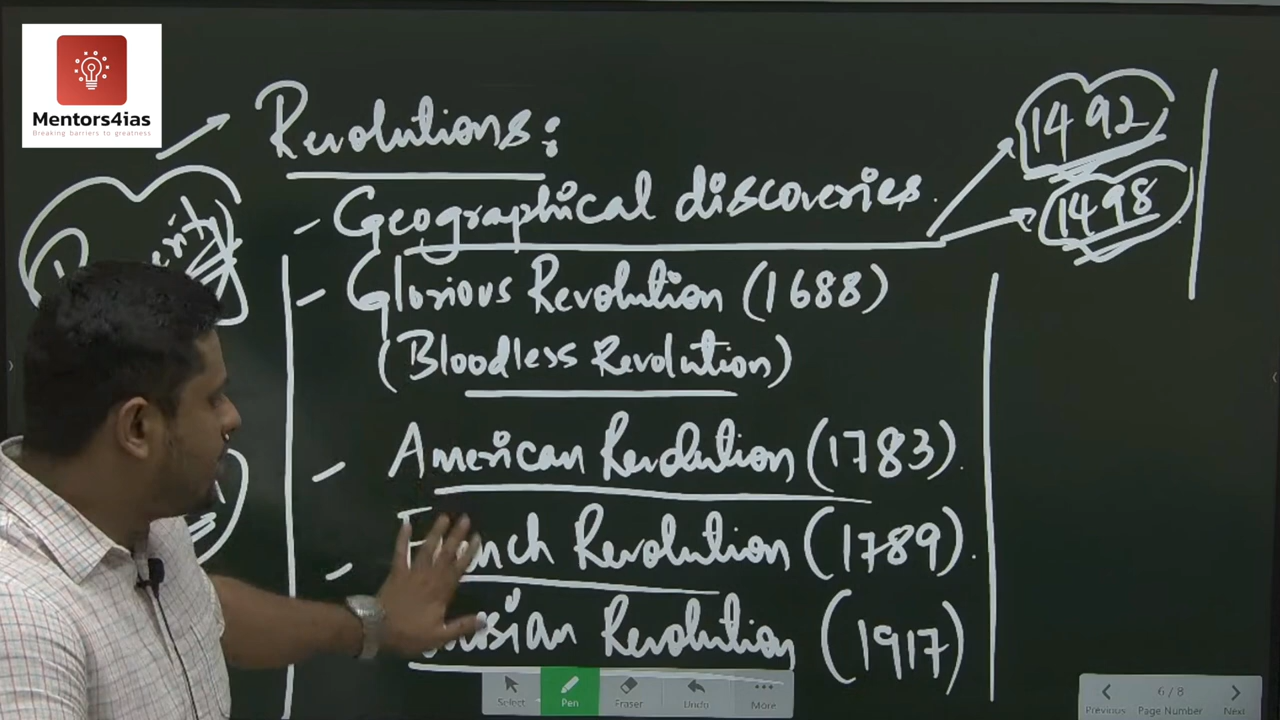 Mentors4ias
Breaking barriers to greatness
Revolutions:
- Geographical discoveries.
1492
1498
- Glorious Revolution (1688)
(Bloodless Revolution)
- American Revolution (1783).
- French Revolution (1789).
Revolution (1917)
Select
Pen
Eraser
Undo
More
Previous
6 / 8
Page Number
Next